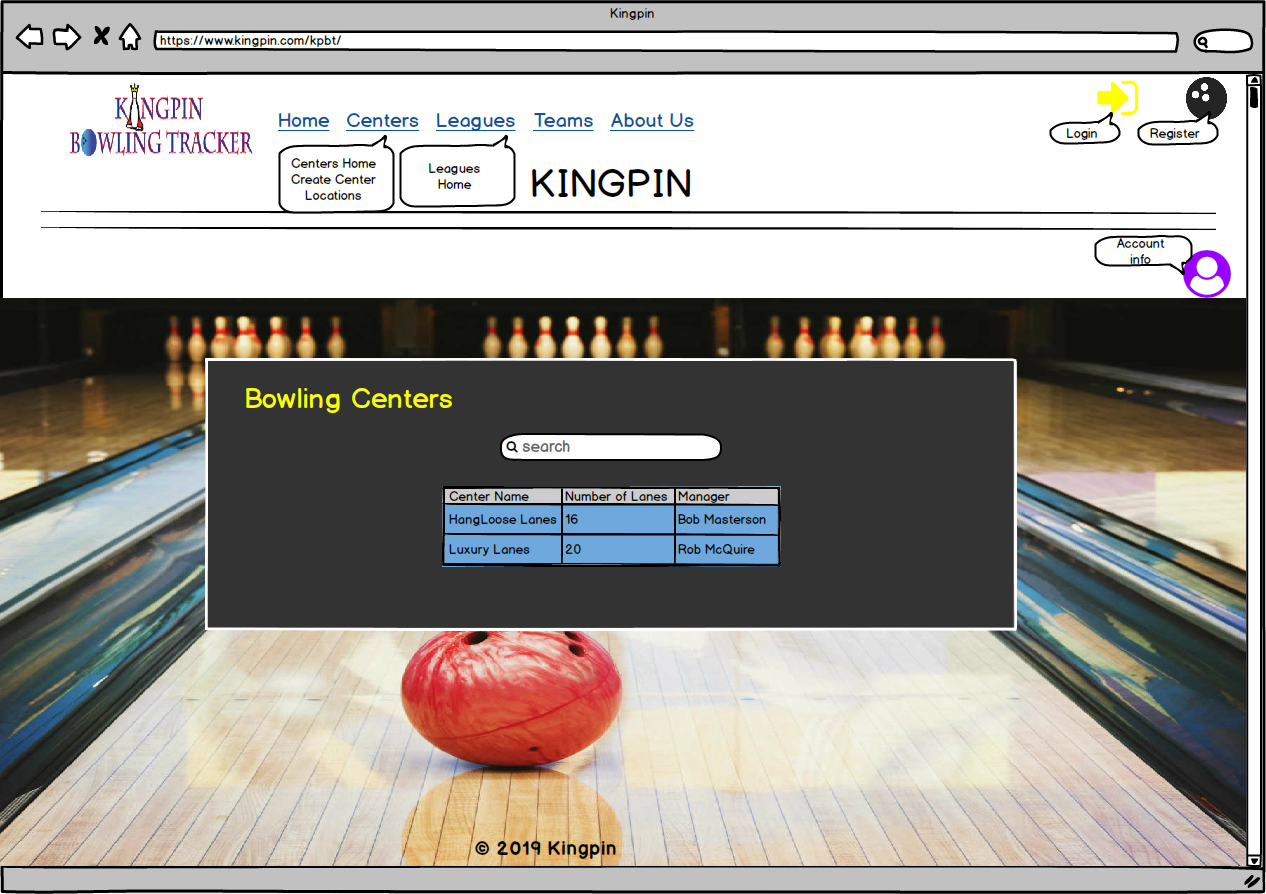 Kingpin
https://www.kingpin.com/kpbt/
KINGPIN
BOWLING TRACKER
Home Centers Leagues Teams About Us
Login
Register
Centers Home
Create Center
Locations
Leagues
Home
KINGPIN
Account
info
Bowling Centers
search
Center Name Number of Lanes Manager
HangLoose Lanes 16 Bob Masterson
Luxury Lanes 20 Rob McQuire
© 2019 Kingpin